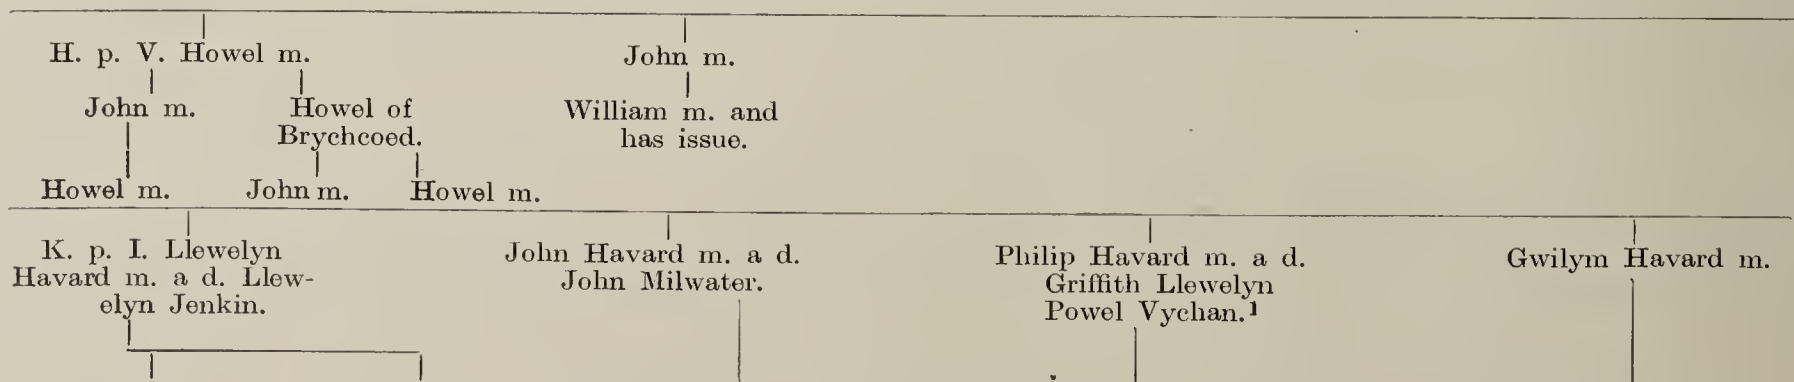 H. p. V. Howel m.
John m.
John m.
Howel of
Brychcoed.
William m. and
has issue.
Howel m.
John m.
Howel m.
K. p. I. Llewelyn
Havard m. a d. Llew-
elyn Jenkin.
John Havard m. a d.
John Milwater.
Philip Havard m. a d.
Griffith Llewelyn
Powel Vychan.1
Gwilym Havard m.